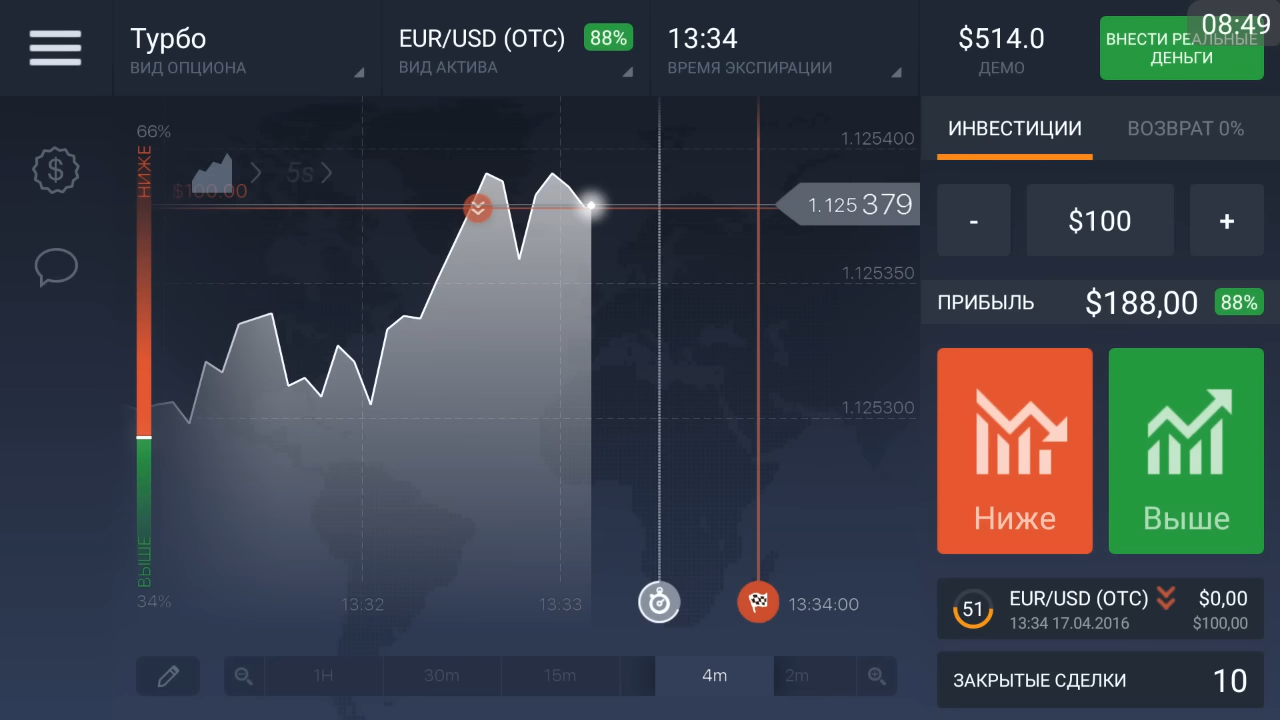 Турбо
ВИД ОПЦИОНА
EUR/USD (OTC) 88%
ВИД АКТИВА
13:34
ВРЕМЯ ЭКСПИРАЦИИ
$514.0
ДЕМО
08:49
ВНЕСТИ РЕАЛЬНЫЕ
ДЕНЬГИ
66%
НИЖЕ
$100.00
5s
1.125400
1.125379
1.125350
1.125300
ВЫШЕ
34%
13:32
13:33
13:34:00
1H
30m
15m
4m
2m
ИНВЕСТИЦИИ
ВОЗВРАТ 0%
-
$100
+
ПРИБЫЛЬ
$188,00
88%
Ниже
Выше
51
EUR/USD (OTC)
$0,00
13:34 17.04.2016
$100,00
ЗАКРЫТЫЕ СДЕЛКИ
10